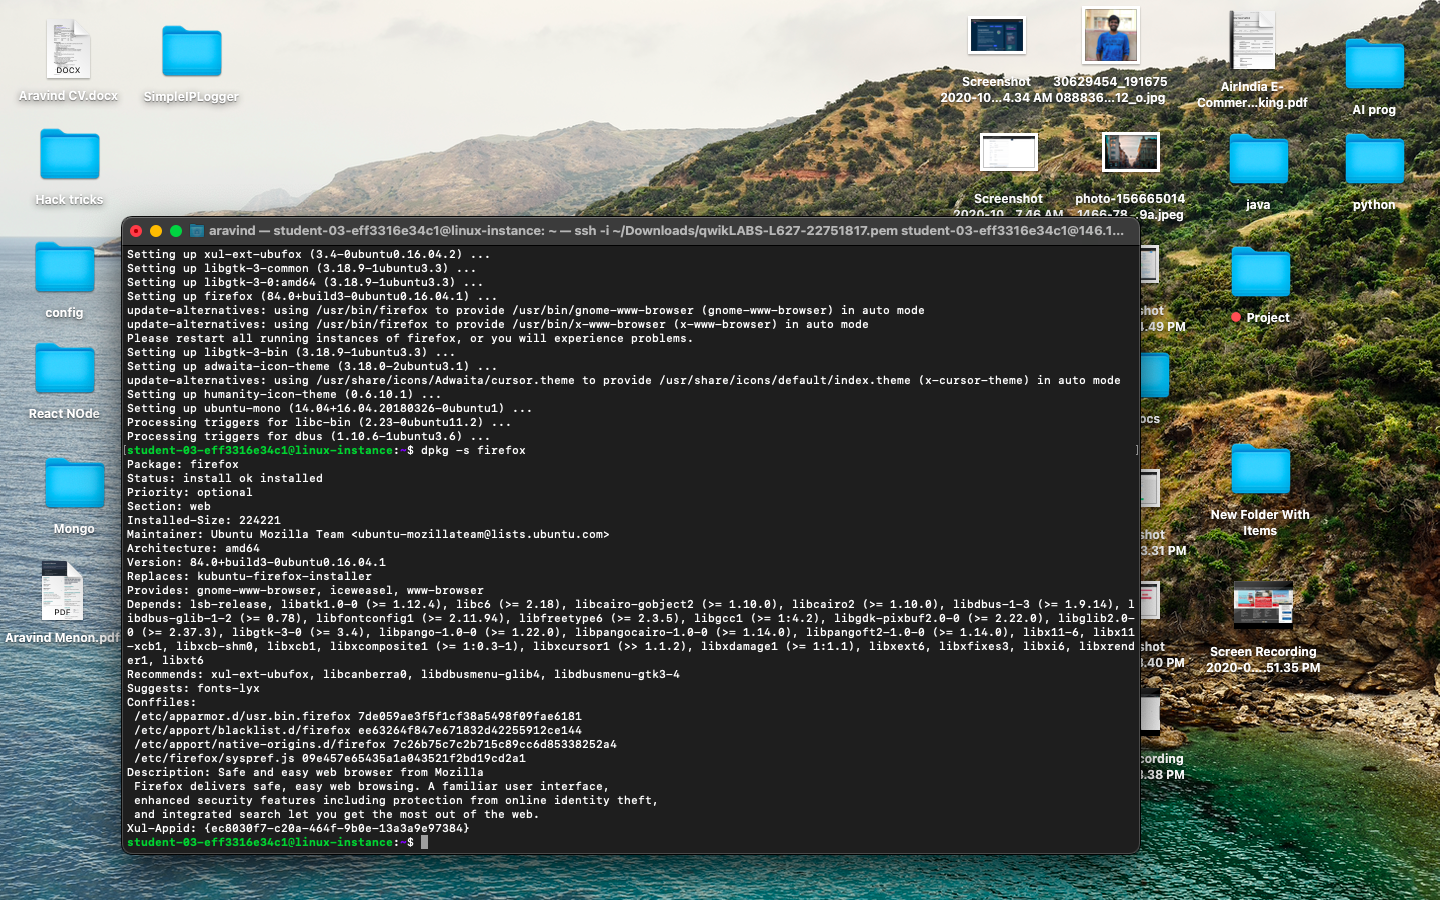 Aravind CV.docx
SimpleIPLogger
Screenshot
2020-10...4.34 AM
30629454_191675
088836...12_o.jpg
AirIndia E-
Commer...king.pdf
AI prog
Hack tricks
Screenshot
2020-10...7.46 AM
photo-156665014
1466-78...9a.jpeg
java
python
config
React NOde
Mongo
PDF
DOCX
Aravind Menon.pdf
Project
New Folder With
Items
Screen Recording
2020-0....51.35 PM
shot
.49 PM
ocs
shot
3.31 PM
shot
.40 PM
cording
.38 PM
aravind — student-03-eff3316e34c1@linux-instance: ~ — ssh -i ~/Downloads/qwikLABS-L627-22751817.pem student-03-eff3316e34c1@146.1...
Setting up xul-ext-ubufox (3.4-0ubuntu0.16.04.2) ...
Setting up libgtk-3-common (3.18.9-1ubuntu3.3) ...
Setting up libgtk-3-0:amd64 (3.18.9-1ubuntu3.3) ...
Setting up firefox (84.0+build3-0ubuntu0.16.04.1) ...
update-alternatives: using /usr/bin/firefox to provide /usr/bin/gnome-www-browser (gnome-www-browser) in auto mode
update-alternatives: using /usr/bin/firefox to provide /usr/bin/x-www-browser (x-www-browser) in auto mode
Please restart all running instances of firefox, or you will experience problems.
Setting up libgtk-3-bin (3.18.9-1ubuntu3.3) ...
Setting up adwaita-icon-theme (3.18.0-2ubuntu3.1) ...
update-alternatives: using /usr/share/icons/Adwaita/cursor.theme to provide /usr/share/icons/default/index.theme (x-cursor-theme) in auto mode
Setting up humanity-icon-theme (0.6.10.1) ...
Setting up ubuntu-mono (14.04+16.04.20180326-0ubuntu1) ...
Processing triggers for libc-bin (2.23-0ubuntu11.2) ...
Processing triggers for dbus (1.10.6-1ubuntu3.6) ...
[student-03-eff3316e34c1@linux-instance:~$ dpkg -s firefox ]
Package: firefox
Status: install ok installed
Priority: optional
Section: web
Installed-Size: 224221
Maintainer: Ubuntu Mozilla Team <ubuntu-mozillateam@lists.ubuntu.com>
Architecture: amd64
Version: 84.0+build3-0ubuntu0.16.04.1
Replaces: kubuntu-firefox-installer
Provides: gnome-www-browser, iceweasel, www-browser
Depends: lsb-release, libatk1.0-0 (>= 1.12.4), libc6 (>= 2.18), libcairo-gobject2 (>= 1.10.0), libcairo2 (>= 1.10.0), libdbus-1-3 (>= 1.9.14), l
ibdbus-glib-1-2 (>= 0.78), libfontconfig1 (>= 2.11.94), libfreetype6 (>= 2.3.5), libgcc1 (>= 1:4.2), libgdk-pixbuf2.0-0 (>= 2.22.0), libglib2.0-
0 (>= 2.37.3), libgtk-3-0 (>= 3.4), libpango-1.0-0 (>= 1.22.0), libpangocairo-1.0-0 (>= 1.14.0), libpangoft2-1.0-0 (>= 1.14.0), libx11-6, libx11
-xcb1, libxcb-shm0, libxcb1, libxcomposite1 (>= 1:0.3-1), libxcursor1 (>> 1.1.2), libxdamage1 (>= 1:1.1), libxext6, libxfixes3, libxi6, libxrend
er1, libxt6
Recommends: xul-ext-ubufox, libcanberra0, libdbusmenu-glib4, libdbusmenu-gtk3-4
Suggests: fonts-lyx
Conffiles:
 /etc/apparmor.d/usr.bin.firefox 7de059ae3f5f1cf38a5498f09fae6181
 /etc/apport/blacklist.d/firefox ee63264f847e671832d42255912ce144
 /etc/apport/native-origins.d/firefox 7c26b75c7c2b715c89cc6d85338252a4
 /etc/firefox/syspref.js 09e457e65435a1a043521f2bd19cd2a1
Description: Safe and easy web browser from Mozilla
 Firefox delivers safe, easy web browsing. A familiar user interface,
 enhanced security features including protection from online identity theft,
 and integrated search let you get the most out of the web.
Xul-Appid: {ec8030f7-c20a-464f-9b0e-13a3a9e97384}
student-03-eff3316e34c1@linux-instance:~$